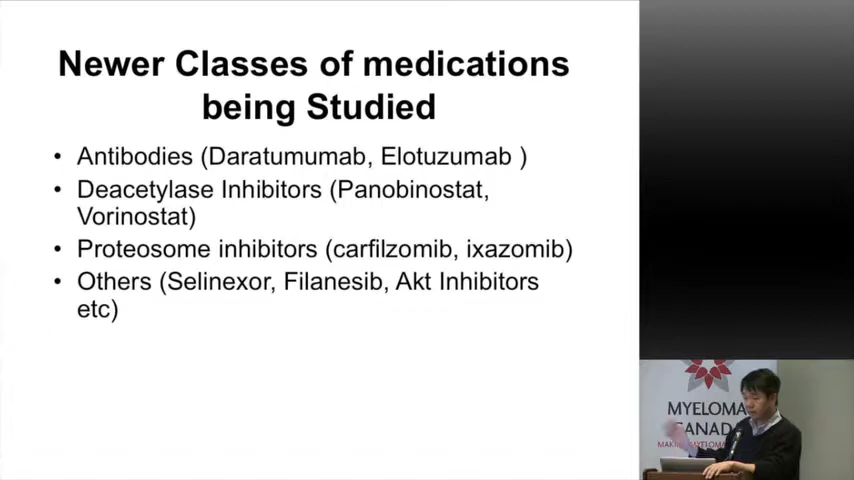 Newer Classes of medications
being Studied
• Antibodies (Daratumumab, Elotuzumab )
• Deacetylase Inhibitors (Panobinostat,
Vorinostat)
• Proteosome inhibitors (carfilzomib, ixazomib)
• Others (Selinexor, Filanesib, Akt Inhibitors
etc)
MYELOMA
CANAD